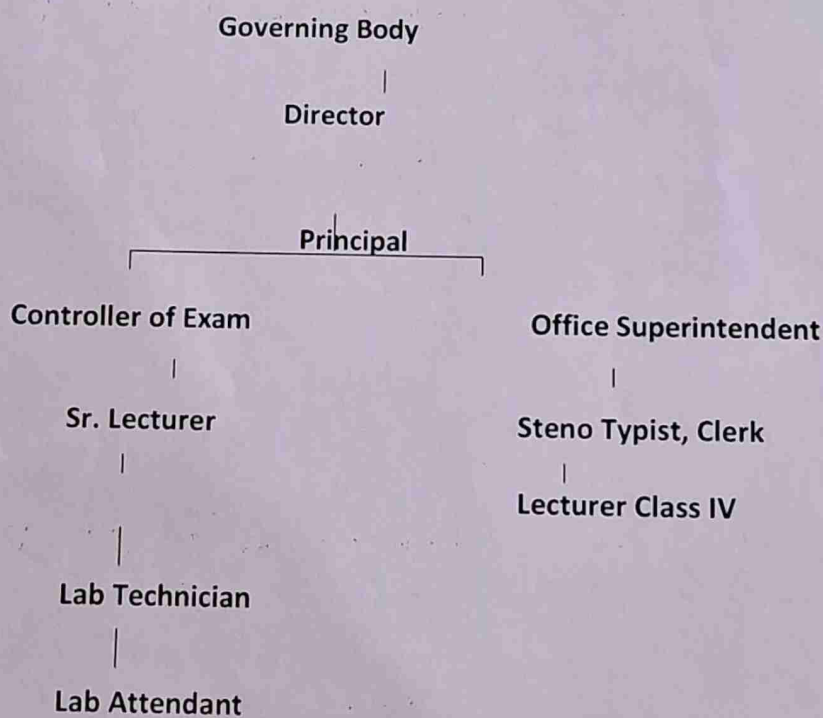 Governing Body
Director
Principal
Controller of Exam
Office Superintendent
Sr. Lecturer
Steno Typist, Clerk
Lecturer Class IV
Lab Technician
Lab Attendant